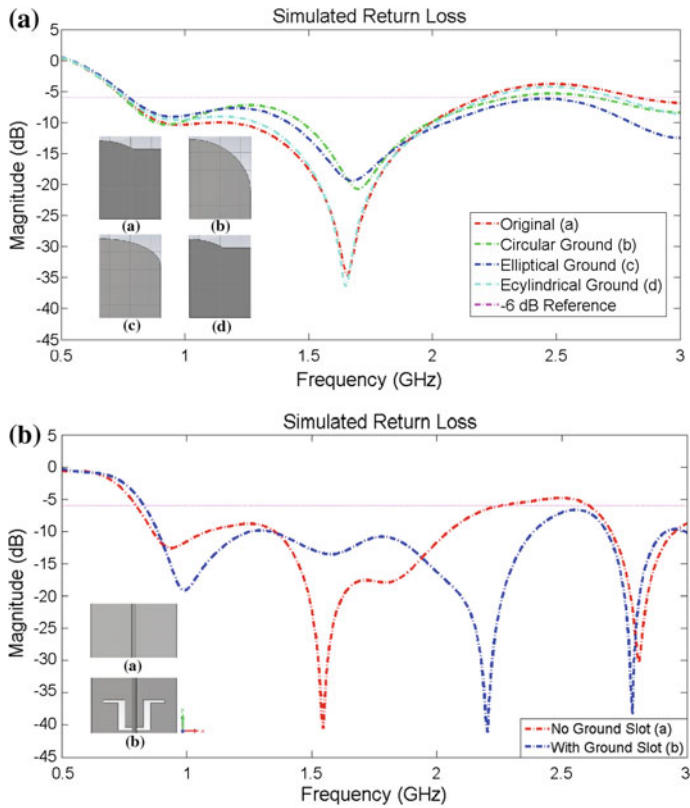 (a)
Simulated Return Loss
5
0
-5
-10
-15
-20
-25
-30
-35
-40
-45
Magnitude (dB)
(a)
(b)
(c)
(d)
Original (a)
Circular Ground (b)
Elliptical Ground (c)
Ecylindrical Ground (d)
-6 dB Reference
0.5 1 1.5 2 2.5 3
Frequency (GHz)
(b)
Simulated Return Loss
5
0
-5
-10
-15
-20
-25
-30
-35
-40
-45
Magnitude (dB)
(a)
(b)
No Ground Slot (a)
With Ground Slot (b)
0.5 1 1.5 2 2.5 3
Frequency (GHz)